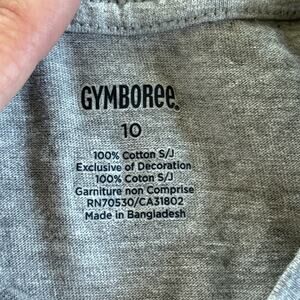 GYMBOREE
10
100% Cotton S/J
Exclusive of Decoration
100% Coton S/J
Garniture non Comprise
RN70530/CA31802
Made in Bangladesh